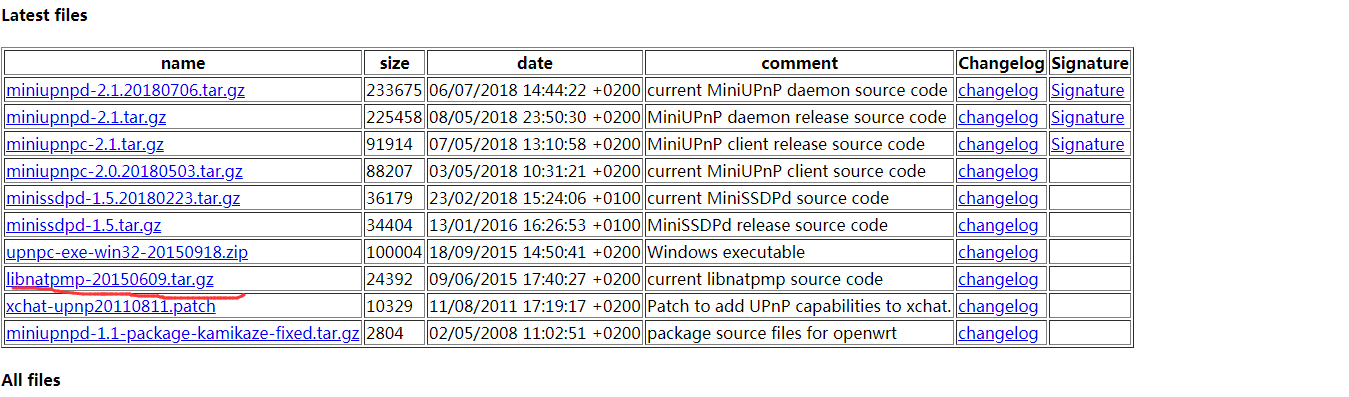 Latest files
name size date comment Changelog Signature
miniupnpd-2.1.20180706.tar.gz 233675 06/07/2018 14:44:22 +0200 current MiniUPnP daemon source code changelog Signature
miniupnpd-2.1.tar.gz 225458 08/05/2018 23:50:30 +0200 MiniUPnP daemon release source code changelog Signature
miniupnpc-2.1.tar.gz 91914 07/05/2018 13:10:58 +0200 MiniUPnP client release source code changelog Signature
miniupnpc-2.0.20180503.tar.gz 88207 03/05/2018 10:31:21 +0200 current MiniUPnP client source code changelog
minissdpd-1.5.20180223.tar.gz 36179 23/02/2018 15:24:06 +0100 current MiniSSDPd source code changelog
minissdpd-1.5.tar.gz 34404 13/01/2016 16:26:53 +0100 MiniSSDPd release source code changelog
upnpc-exe-win32-20150918.zip 100004 18/09/2015 14:50:41 +0200 Windows executable changelog
libnatpmp-20150609.tar.gz 24392 09/06/2015 17:40:27 +0200 current libnatpmp source code changelog
xchat-upnp20110811.patch 10329 11/08/2011 17:19:17 +0200 Patch to add UPnP capabilities to xchat. changelog
miniupnpd-1.1-package-kamikaze-fixed.tar.gz 2804 02/05/2008 11:02:51 +0200 package source files for openwrt changelog
All files